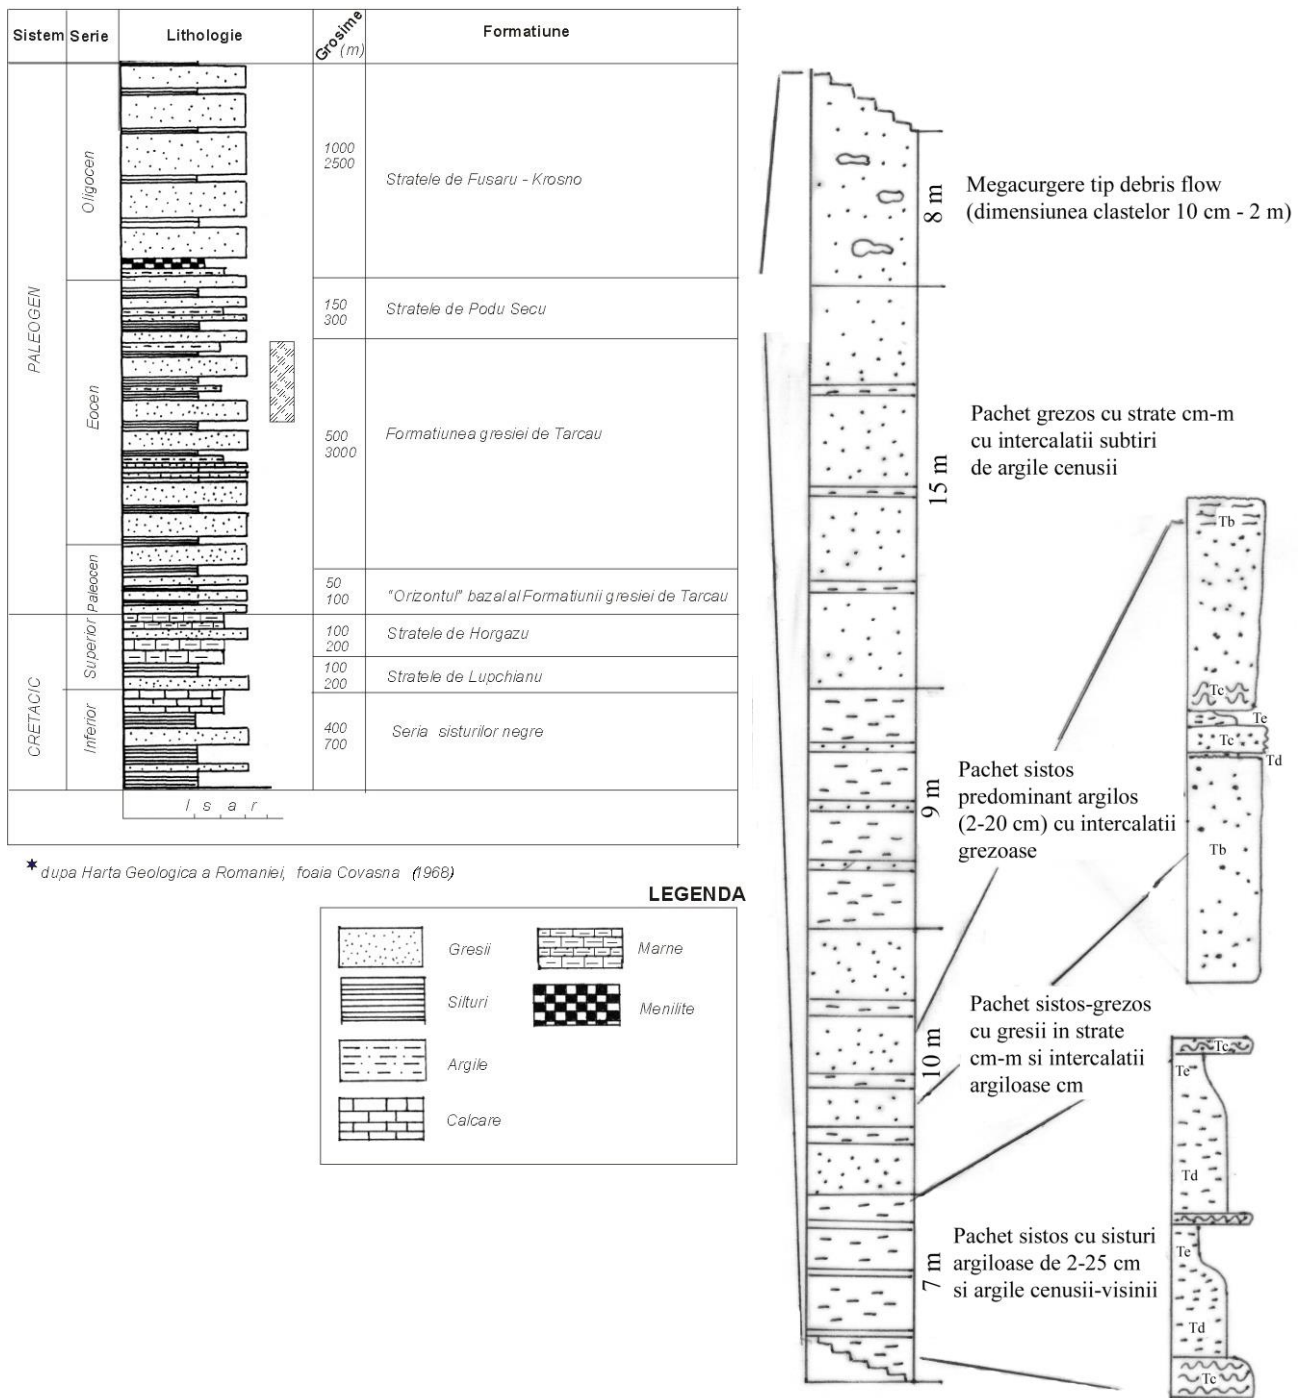 Sistem Serie Lithologie Grosime (m) Formatiune
PALEOGEN
CRETACIC
Oligocen
Eocen
Paleocen
Superior
Inferior
1000
2500
Stratele de Fusaru - Krosno
150
300
Stratele de Podu Secu
500
3000
Formatiunea gresiei de Tarcau
50
100
"Orizontul" bazal al Formatiunii gresiei de Tarcau
100
200
Stratele de Horgazu
100
200
Stratele de Lupchianu
400
700
Seria sisturilor negre
l s a r
* dupa Harta Geologica a Romaniei, foaia Covasna (1968)
LEGENDA
Gresii
Silturi
Argile
Calcare
Marne
Menilite
8 m
Megacurgere tip debris flow
(dimensiunea clastelor 10 cm - 2 m)
15 m
Pachet grezos cu strate cm-m
cu intercalatii subtiri
de argile cenusii
9 m
Pachet sistos
predominant argilos
(2-20 cm) cu intercalatii
grezoase
10 m
Pachet sistos-grezos
cu gresii in strate
cm-m si intercalatii
argiloase cm
7 m
Pachet sistos cu sisturi
argiloase de 2-25 cm
si argile cenusii-visinii
Tb
Tc
Te
Tc
Td
Tb
Tc
Te
Td
Te
Td
Tc